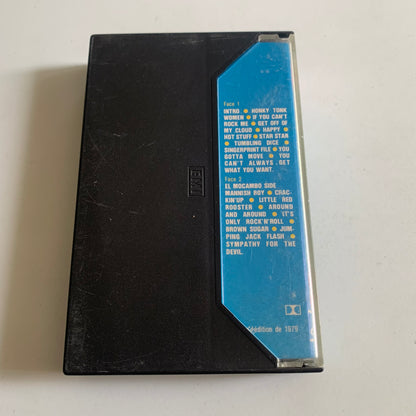 Face 1
INTRO • HONKY TONK
WOMEN • IF YOU CAN'T
ROCK ME • GET OFF OF
MY CLOUD • HAPPY •
HOT STUFF • STAR STAR
• TUMBLING DICE •
SINGERPRINT FILE • YOU
GOTTA MOVE • YOU
CAN'T ALWAYS GET
WHAT YOU WANT.
Face 2
EL MOCAMBO SIDE
MANNISH BOY • CRAC-
KIN'UP • LITTLE RED
ROOSTER • AROUND
AND AROUND • IT'S
ONLY ROCK'N'ROLL •
BROWN SUGAR • JUM-
PING JACK FLASH •
SYMPATHY FOR THE
DEVIL.
Réédition de 1979
EMI